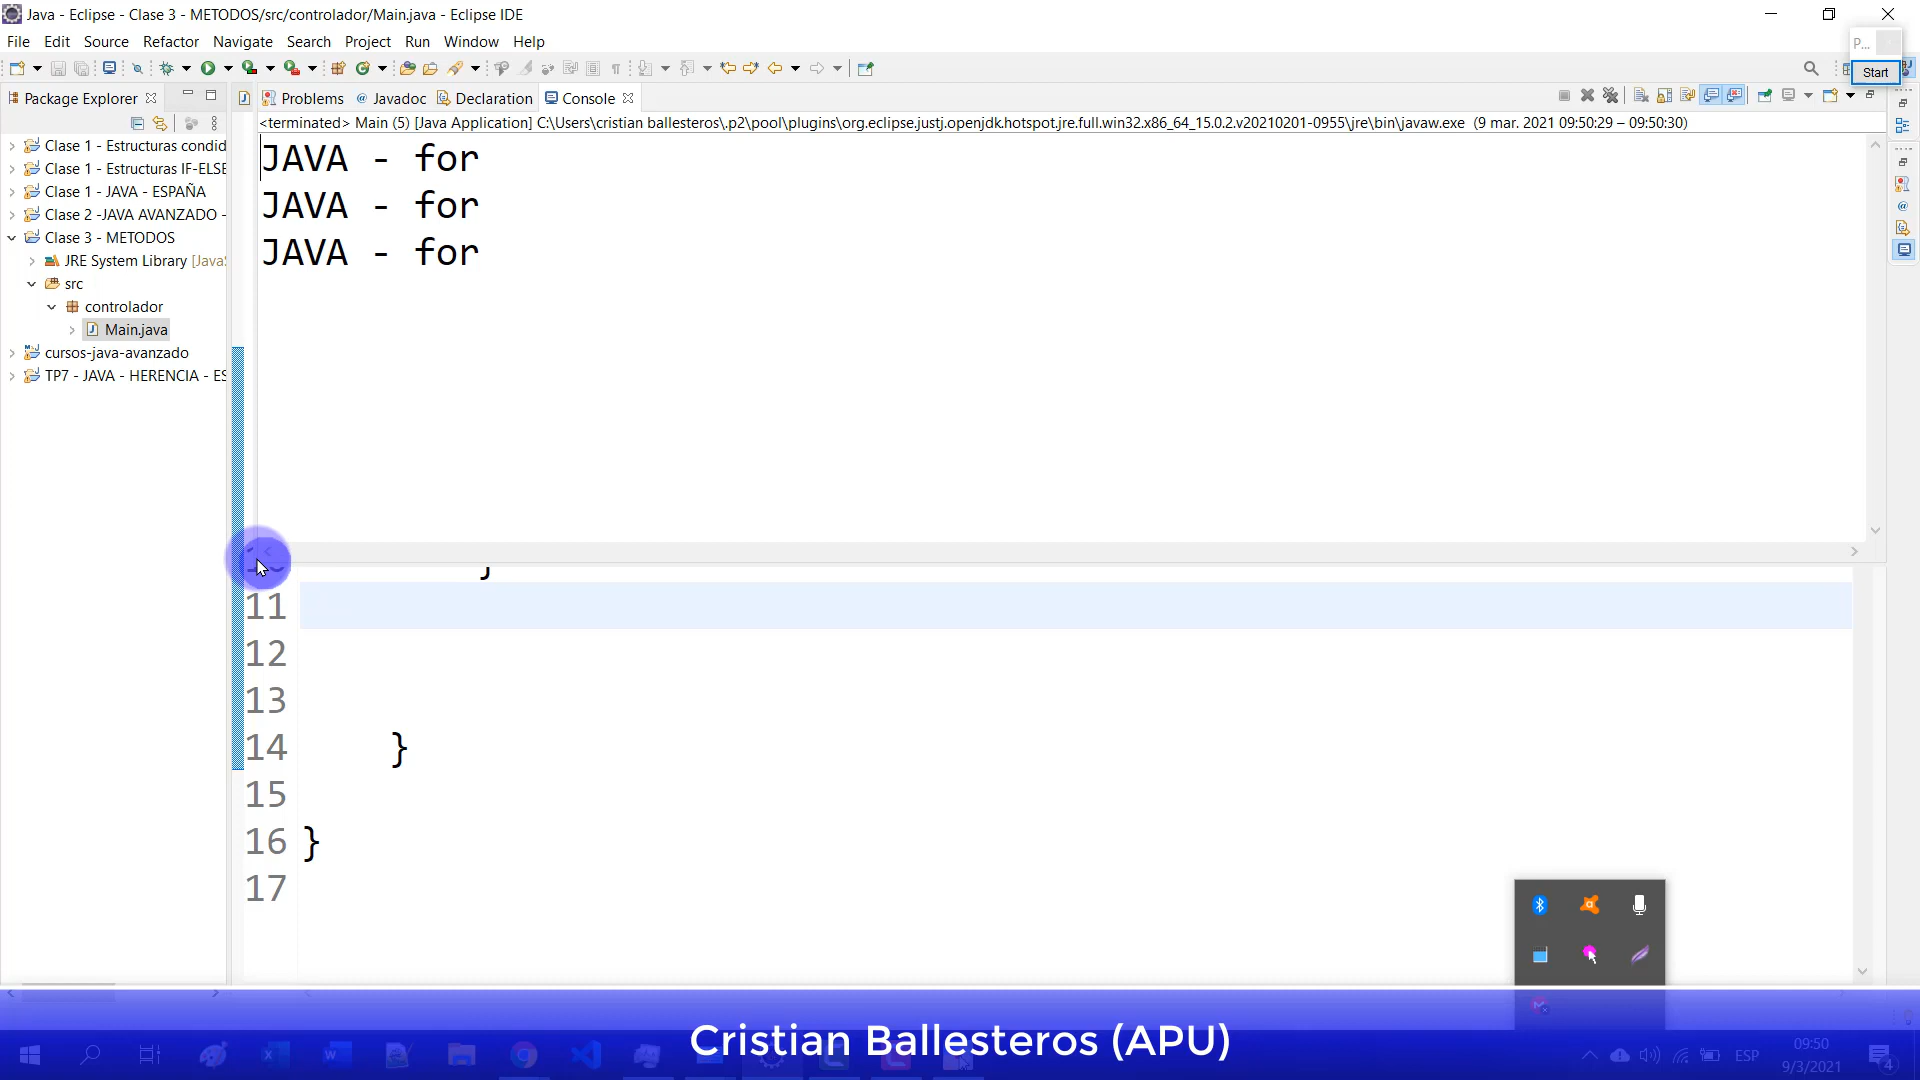 Java - Eclipse - Clase 3 - METODOS/src/controlador/Main.java - Eclipse IDE
File Edit Source Refactor Navigate Search Project Run Window Help
P...
Start
Package Explorer
Problems Javadoc Declaration Console
<terminated> Main (5) [Java Application] C:\Users\cristian ballesteros\.p2\pool\plugins\org.eclipse.justj.openjdk.hotspot.jre.full.win32.x86_64_15.0.2.v20210201-0955\jre\bin\javaw.exe (9 mar. 2021 09:50:29 – 09:50:30)
Clase 1 - Estructuras condid
Clase 1 - Estructuras IF-ELSE
Clase 1 - JAVA - ESPAÑA
Clase 2 -JAVA AVANZADO -
Clase 3 - METODOS
JRE System Library [Java
src
controlador
Main.java
cursos-java-avanzado
TP7 - JAVA - HERENCIA - ES
JAVA - for
JAVA - for
JAVA - for
11
12
13
14 }
15
16 }
17
Cristian Ballesteros (APU)
ESP
09:50
9/3/2021
4